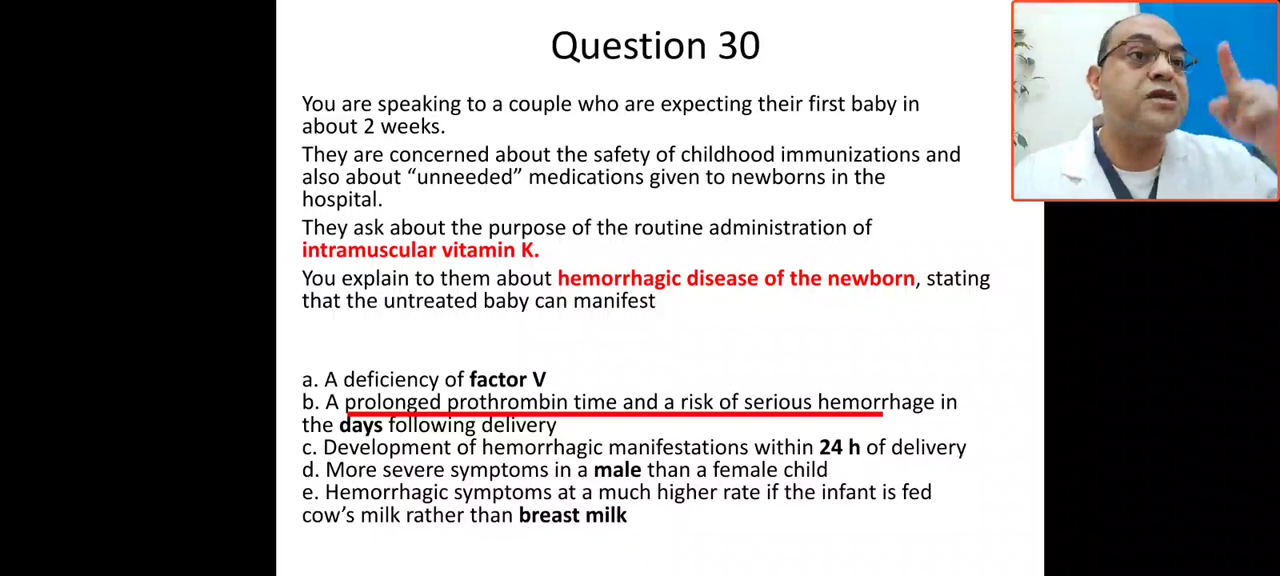 Question 30
You are speaking to a couple who are expecting their first baby in
about 2 weeks.
They are concerned about the safety of childhood immunizations and
also about “unneeded” medications given to newborns in the
hospital.
They ask about the purpose of the routine administration of
intramuscular vitamin K.
You explain to them about hemorrhagic disease of the newborn, stating
that the untreated baby can manifest
a. A deficiency of factor V
b. A prolonged prothrombin time and a risk of serious hemorrhage in
the days following delivery
c. Development of hemorrhagic manifestations within 24 h of delivery
d. More severe symptoms in a male than a female child
e. Hemorrhagic symptoms at a much higher rate if the infant is fed
cow’s milk rather than breast milk